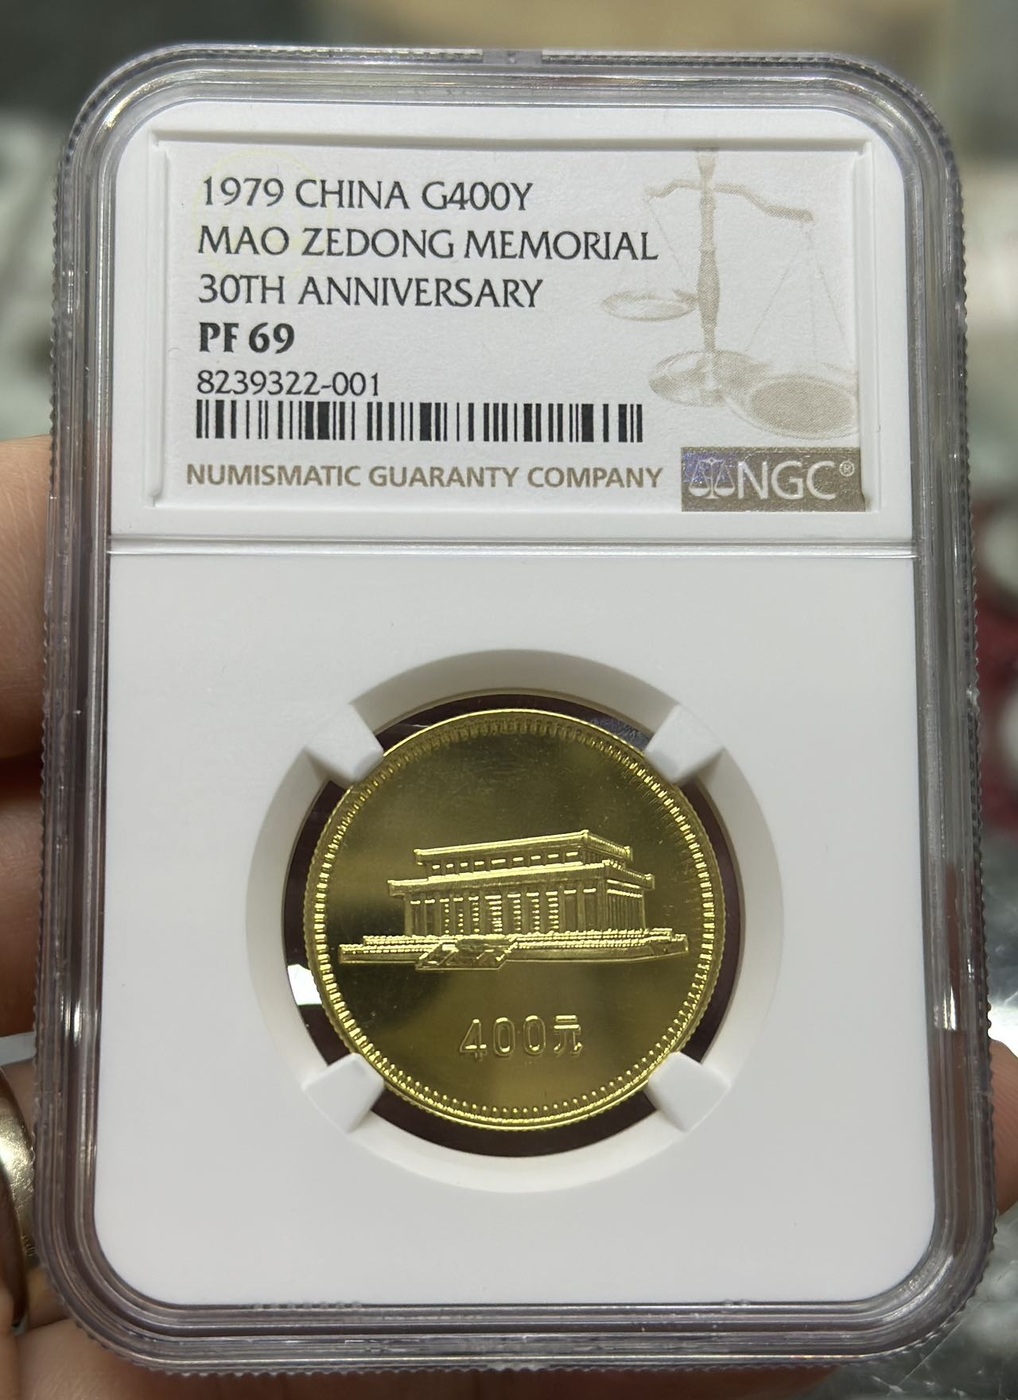 1979 CHINA G400Y
MAO ZEDONG MEMORIAL
30TH ANNIVERSARY
PF 69
8239322-001
NUMISMATIC GUARANTY COMPANY
NGC®
400元